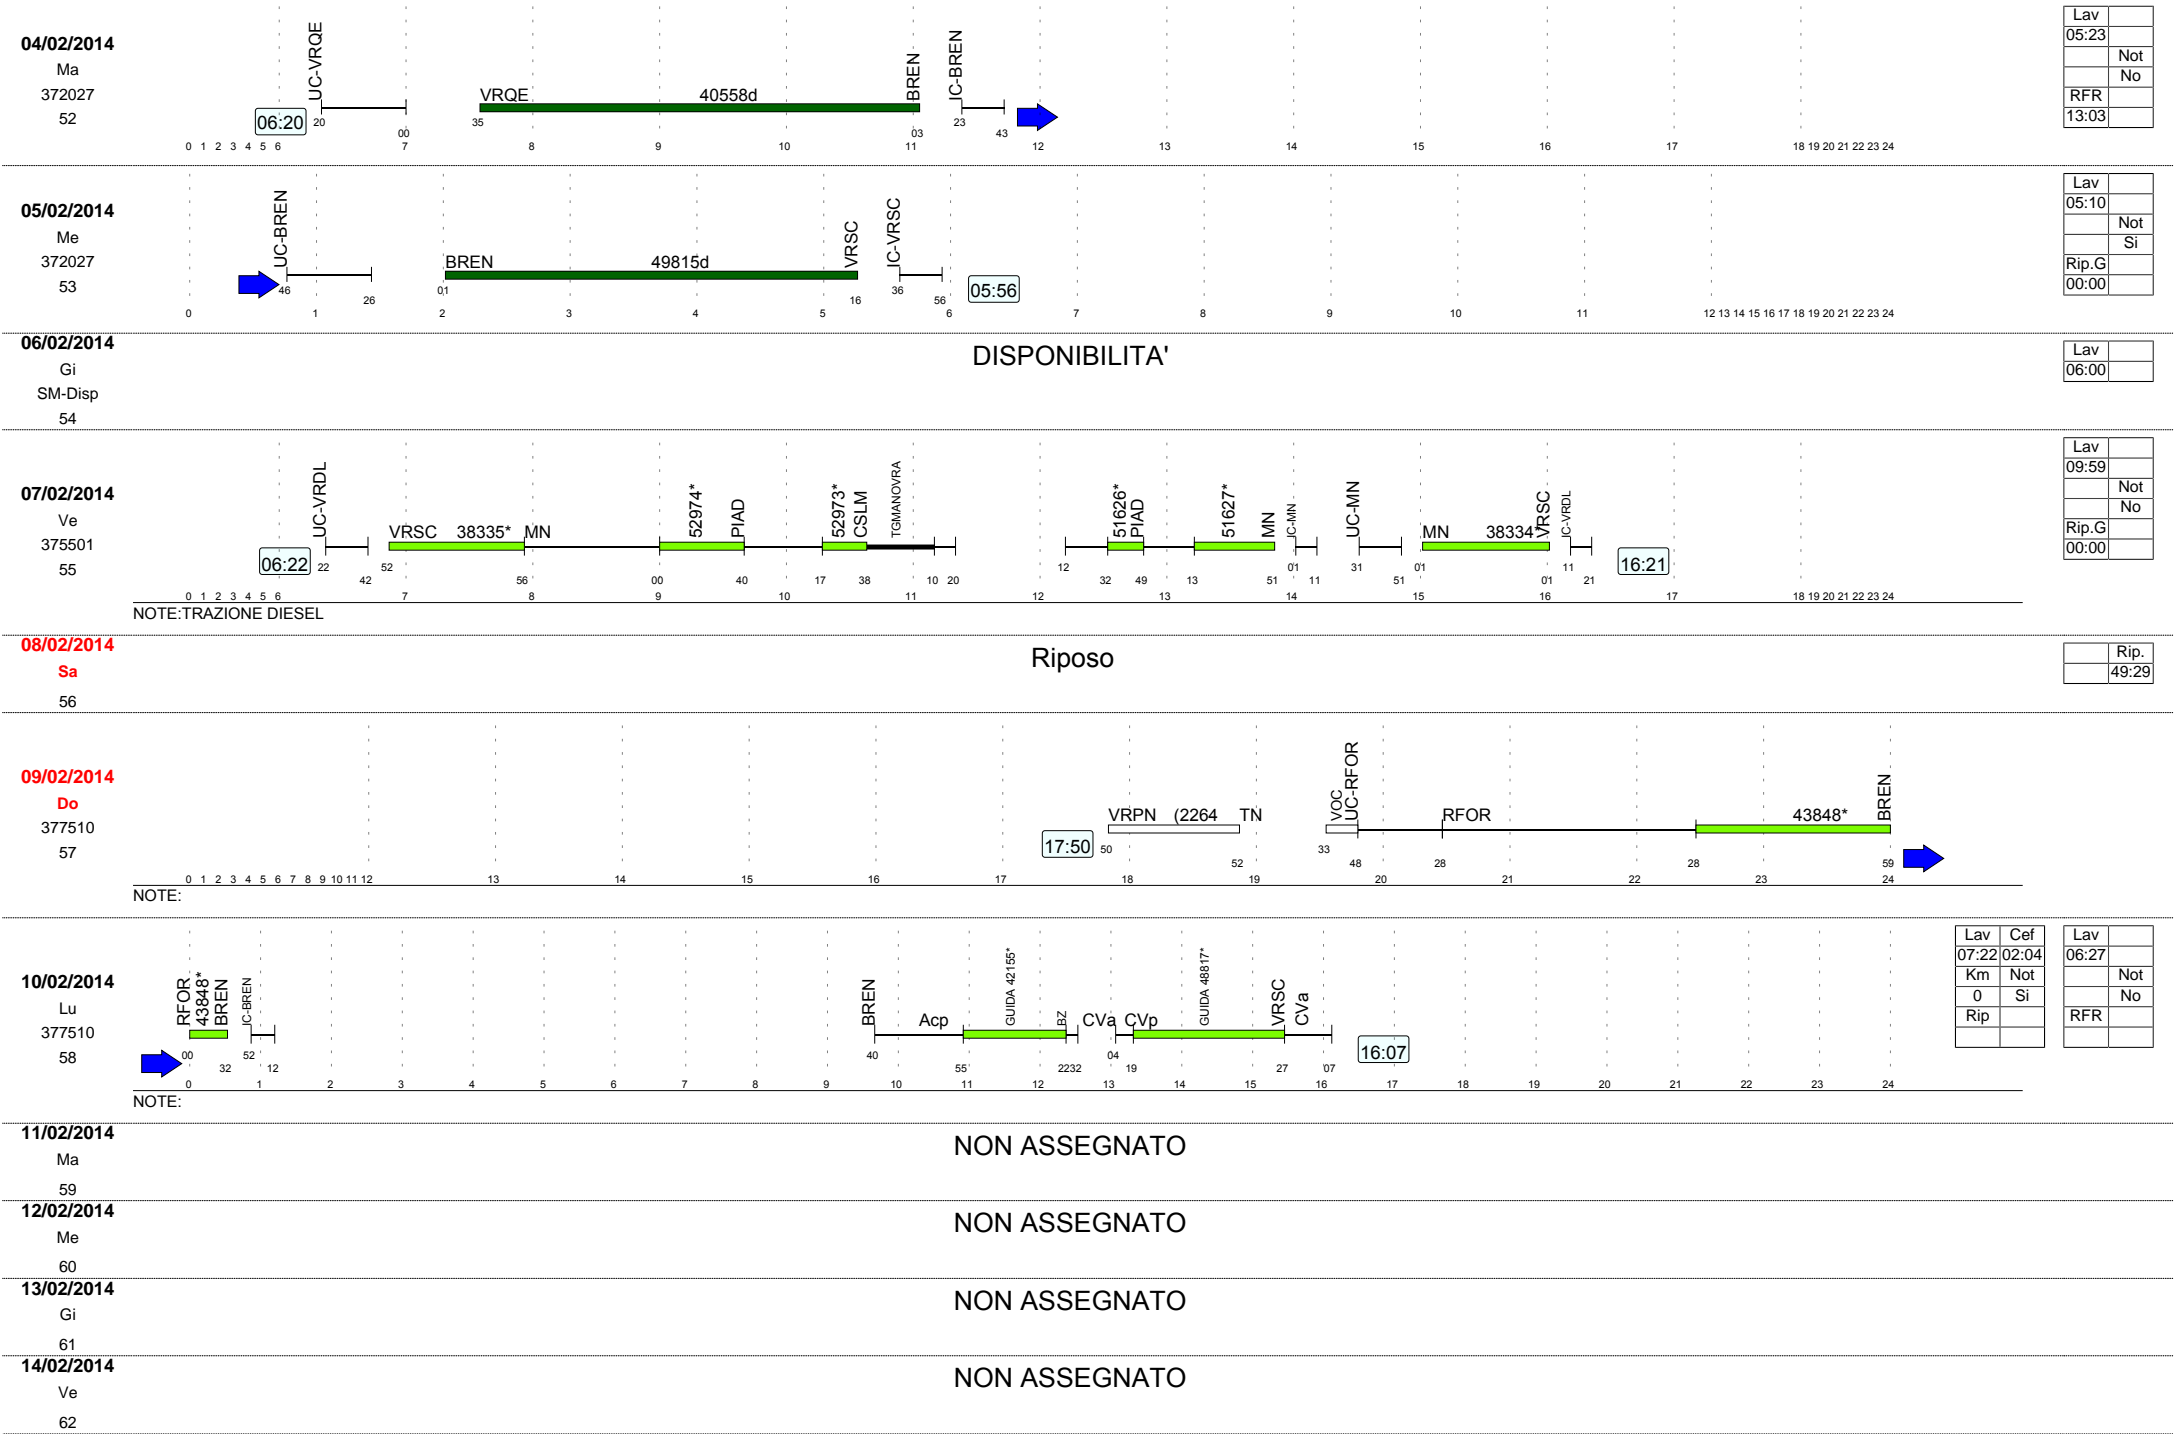 04/02/2014
Ma
372027
52
06:20
UC-VRQE
20
00
VRQE 40558d BREN
35
03
IC-BREN
23
43
0 1 2 3 4 5 6 7 8 9 10 11 12 13 14 15 16 17 18 19 20 21 22 23 24
Lav
05:23
Not
No
RFR
13:03
05/02/2014
Me
372027
53
UC-BREN
46
26
BREN 49815d VRSC
01
16
IC-VRSC
36
56
05:56
0 1 2 3 4 5 6 7 8 9 10 11 12 13 14 15 16 17 18 19 20 21 22 23 24
Lav
05:10
Not
Si
Rip.G
00:00
06/02/2014
Gi
SM-Disp
54
DISPONIBILITA'
Lav
06:00
07/02/2014
Ve
375501
55
06:22
UC-VRDL
22
42
VRSC 38335* MN
52
56
52974* PIAD
00
40
52973* CSLM
17
38
TGMANOVRA
10
20
12
51626* PIAD
32
49
51627* MN
13
51
IC-MN
01
11
UC-MN
31
51
MN 38334* VRSC
01
01
IC-VRDL
11
21
16:21
0 1 2 3 4 5 6 7 8 9 10 11 12 13 14 15 16 17 18 19 20 21 22 23 24
NOTE:TRAZIONE DIESEL
Lav
09:59
Not
No
Rip.G
00:00
08/02/2014
Sa
56
Riposo
Rip.
49:29
09/02/2014
Do
377510
57
17:50
VRPN (2264 TN
50
52
VOC
UC-RFOR
33
48
28
RFOR
43848* BREN
28
59
0 1 2 3 4 5 6 7 8 9 10 11 12 13 14 15 16 17 18 19 20 21 22 23 24
NOTE:
10/02/2014
Lu
377510
58
RFOR
43848*
BREN
00
32
IC-BREN
52
12
BREN
40
Acp
55
GUIDA 42155*
BZ
2232
CVa
04
CVp
19
GUIDA 48817*
VRSC
27
CVa
07
16:07
0 1 2 3 4 5 6 7 8 9 10 11 12 13 14 15 16 17 18 19 20 21 22 23 24
NOTE:
Lav Cef
07:22 02:04
Km Not
0 Si
Rip
Lav
06:27
Not
No
RFR
11/02/2014
Ma
59
NON ASSEGNATO
12/02/2014
Me
60
NON ASSEGNATO
13/02/2014
Gi
61
NON ASSEGNATO
14/02/2014
Ve
62
NON ASSEGNATO